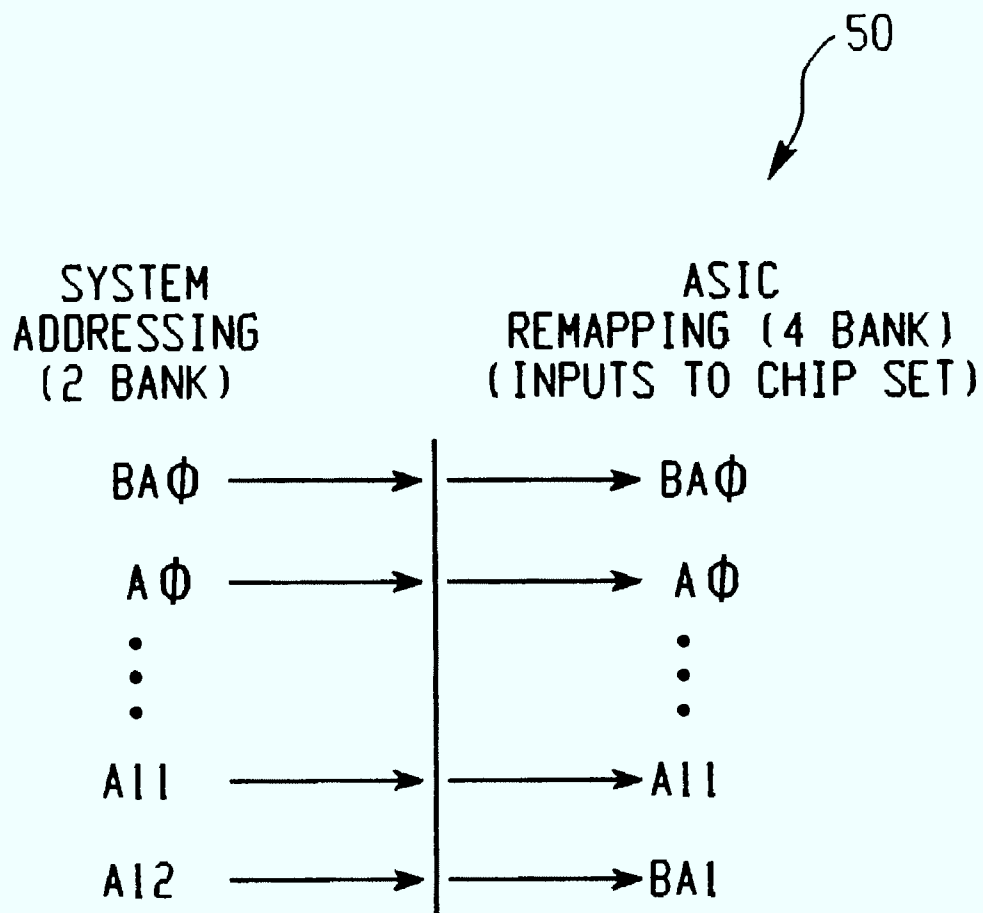 50
SYSTEM
ADDRESSING
(2 BANK)
ASIC
REMAPPING (4 BANK)
(INPUTS TO CHIP SET)
BAΦ BAΦ
AΦ AΦ
A11 A11
A12 BA1